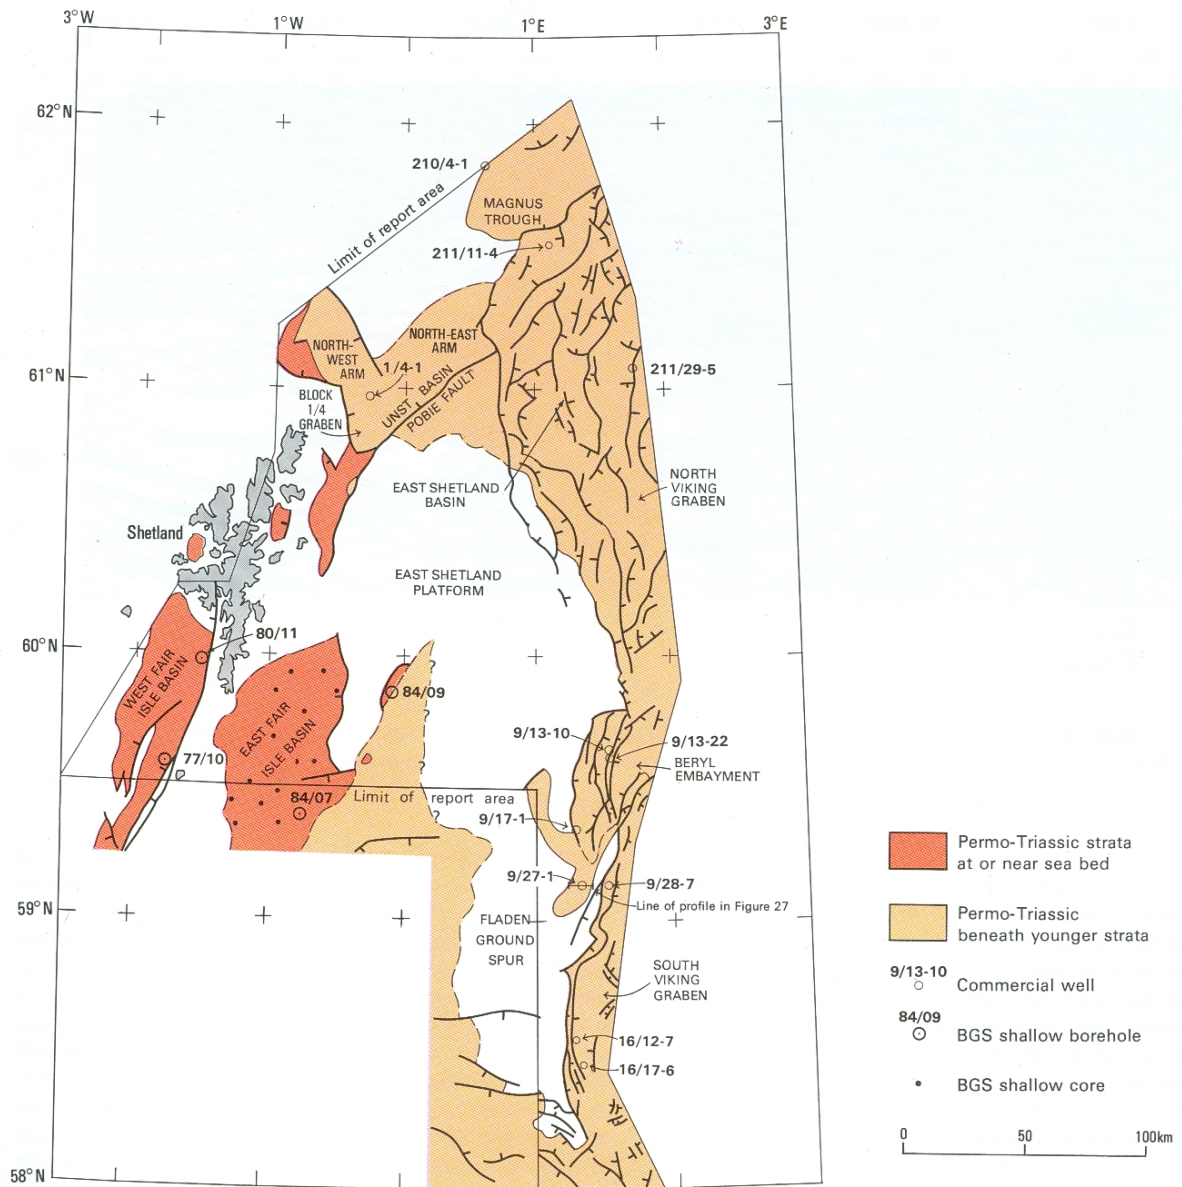 3°W
1°W
1°E
3°E
62°N
210/4-1
Limit of report area
MAGNUS
TROUGH
211/11-4
NORTH-EAST
ARM
NORTH-
WEST
ARM
1/4-1
61°N
211/29-5
BLOCK
1/4
GRABEN
UNST BASIN
POBIE FAULT
EAST SHETLAND
BASIN
NORTH
VIKING
GRABEN
Shetland
EAST SHETLAND
PLATFORM
60°N
80/11
WEST FAIR
ISLE BASIN
?
84/09
?
EAST FAIR
ISLE BASIN
9/13-10
9/13-22
BERYL
EMBAYMENT
77/10
?
84/07
Limit of report area
?
9/17-1
9/27-1
9/28-7
Line of profile in Figure 27
59°N
FLADEN
GROUND
SPUR
SOUTH
VIKING
GRABEN
16/12-7
16/17-6
58°N
Permo-Triassic strata
at or near sea bed
Permo-Triassic
beneath younger strata
9/13-10
Commercial well
84/09
BGS shallow borehole
BGS shallow core
0
50
100km